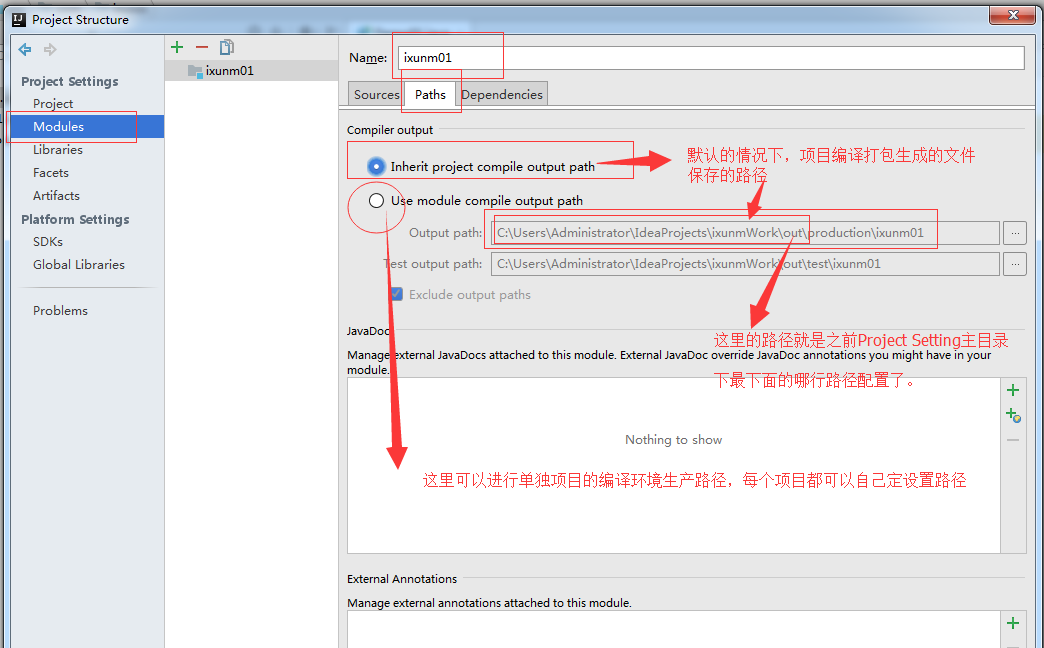 Project Structure
Project Settings
Project
Modules
Libraries
Facets
Artifacts
Platform Settings
SDKs
Global Libraries
Problems
ixunm01
Name: ixunm01
Sources Paths Dependencies
Compiler output
Inherit project compile output path
默认的情况下，项目编译打包生成的文件
保存的路径
Use module compile output path
Output path: C:\Users\Administrator\IdeaProjects\ixunmWork\out\production\ixunm01 ...
Test output path: C:\Users\Administrator\IdeaProjects\ixunmWork\out\test\ixunm01 ...
Exclude output paths
JavaDoc
这里的路径就是之前Project Setting主目录
Manage external JavaDocs attached to this module. External JavaDoc override JavaDoc annotations you might have in your
module.
下最下面的哪行路径配置了。
Nothing to show
这里可以进行单独项目的编译环境生产路径，每个项目都可以自己定设置路径
External Annotations
Manage external annotations attached to this module.